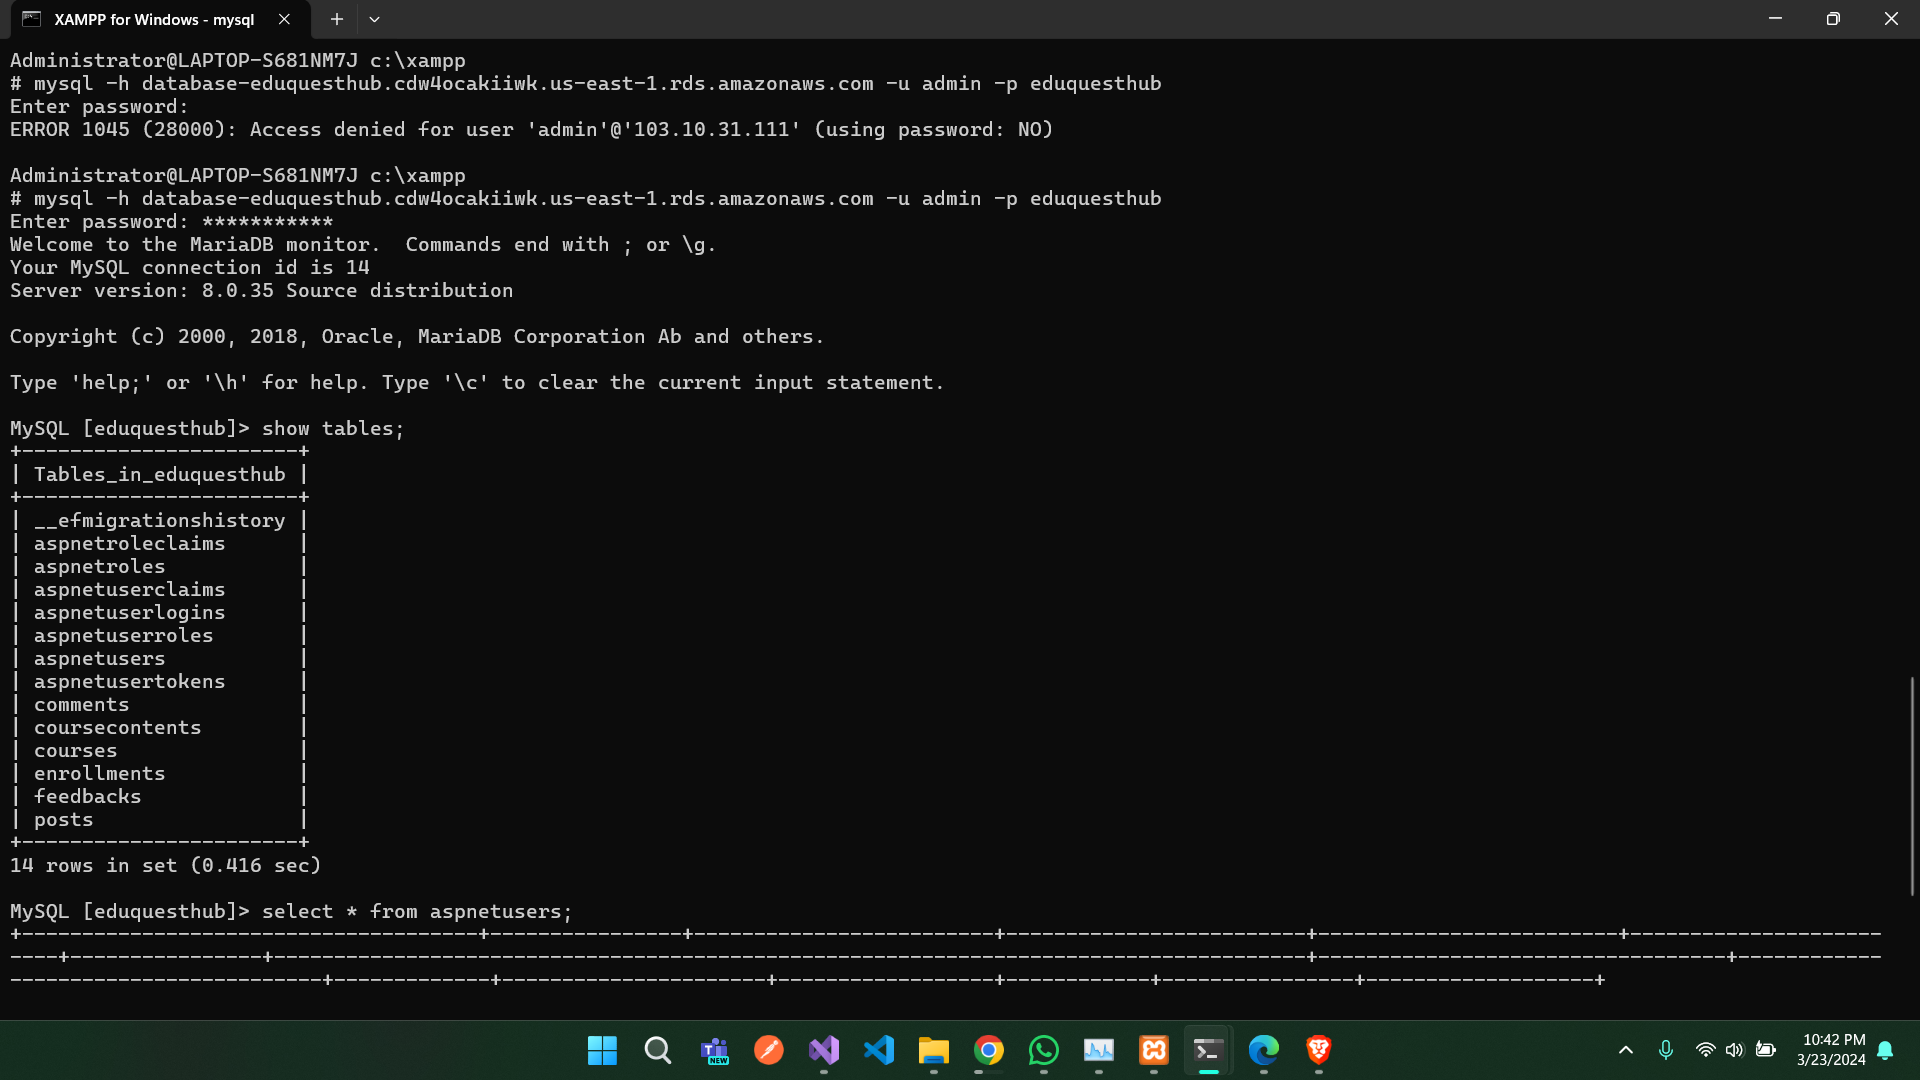 XAMPP for Windows - mysql
Administrator@LAPTOP-S681NM7J c:\xampp
# mysql -h database-eduquesthub.cdw4ocakiiwk.us-east-1.rds.amazonaws.com -u admin -p eduquesthub
Enter password:
ERROR 1045 (28000): Access denied for user 'admin'@'103.10.31.111' (using password: NO)
Administrator@LAPTOP-S681NM7J c:\xampp
# mysql -h database-eduquesthub.cdw4ocakiiwk.us-east-1.rds.amazonaws.com -u admin -p eduquesthub
Enter password: ***********
Welcome to the MariaDB monitor.  Commands end with ; or \g.
Your MySQL connection id is 14
Server version: 8.0.35 Source distribution
Copyright (c) 2000, 2018, Oracle, MariaDB Corporation Ab and others.
Type 'help;' or '\h' for help. Type '\c' to clear the current input statement.
MySQL [eduquesthub]> show tables;
+-----------------------+
| Tables_in_eduquesthub |
+-----------------------+
| __efmigrationshistory |
| aspnetroleclaims      |
| aspnetroles           |
| aspnetuserclaims      |
| aspnetuserlogins      |
| aspnetuserroles       |
| aspnetusers           |
| aspnetusertokens      |
| comments              |
| coursecontents        |
| courses               |
| enrollments           |
| feedbacks             |
| posts                 |
+-----------------------+
14 rows in set (0.416 sec)
MySQL [eduquesthub]> select * from aspnetusers;
+--------------------------------------+----------------+-------------------------+-------------------------+-------------------------+---------------------
----+----------------+--------------------------------------------------------------------------------------+----------------------------------+------------
--------------------------+-------------+----------------------+------------------+------------+----------------+-------------------+
NEW
10:42 PM
3/23/2024